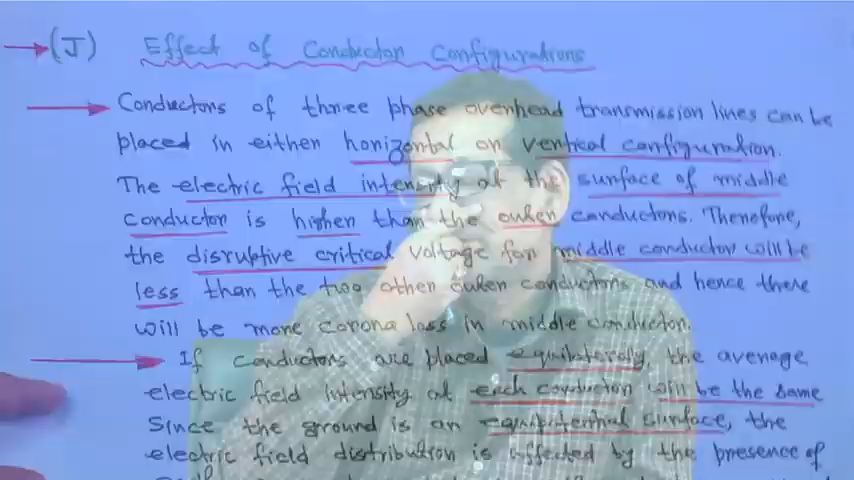 (J) Effect of Conductor Configurations
Conductors of three phase overhead transmission lines can be
placed in either horizontal or vertical configuration.
The electric field intensity at the surface of middle
conductor is higher than the outer conductors. Therefore,
the disruptive critical voltage for middle conductor will be
less than the two other outer conductors and hence there
will be more corona loss in middle conductor.
If conductors are placed equilaterally, the average
electric field intensity at each conductor will be the same
Since the ground is an equipotential surface, the
electric field distribution is affected by the presence of